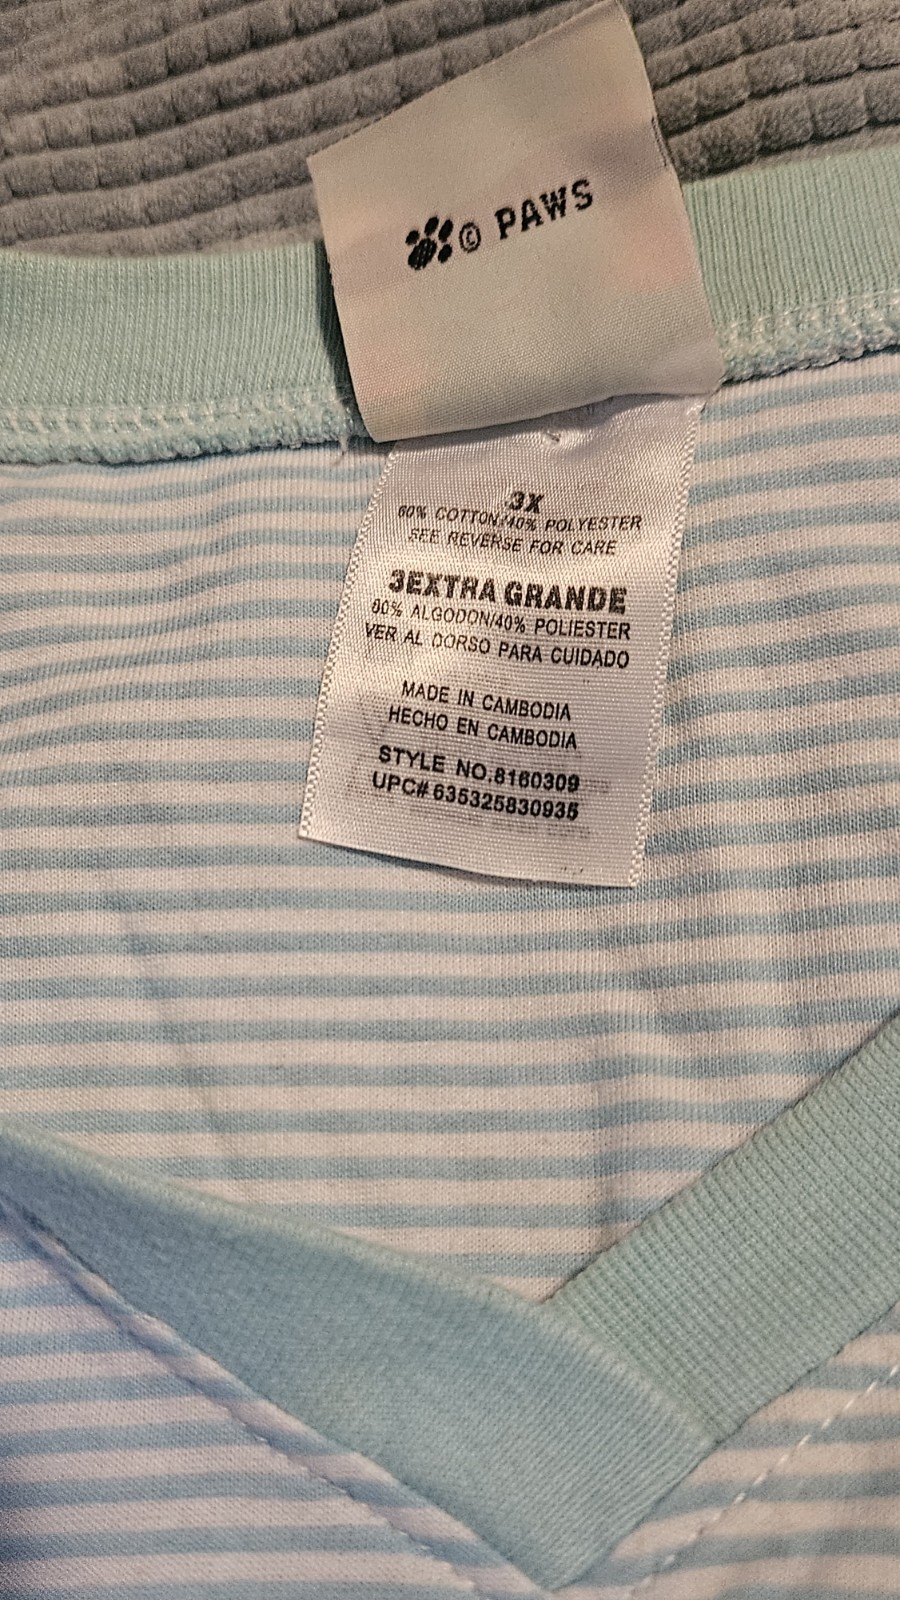 © PAWS
3X
60% COTTON/40% POLYESTER
SEE REVERSE FOR CARE
3EXTRA GRANDE
60% ALGODON/40% POLIESTER
VER AL DORSO PARA CUIDADO
MADE IN CAMBODIA
HECHO EN CAMBODIA
STYLE NO.8160309
UPC# 635325830935